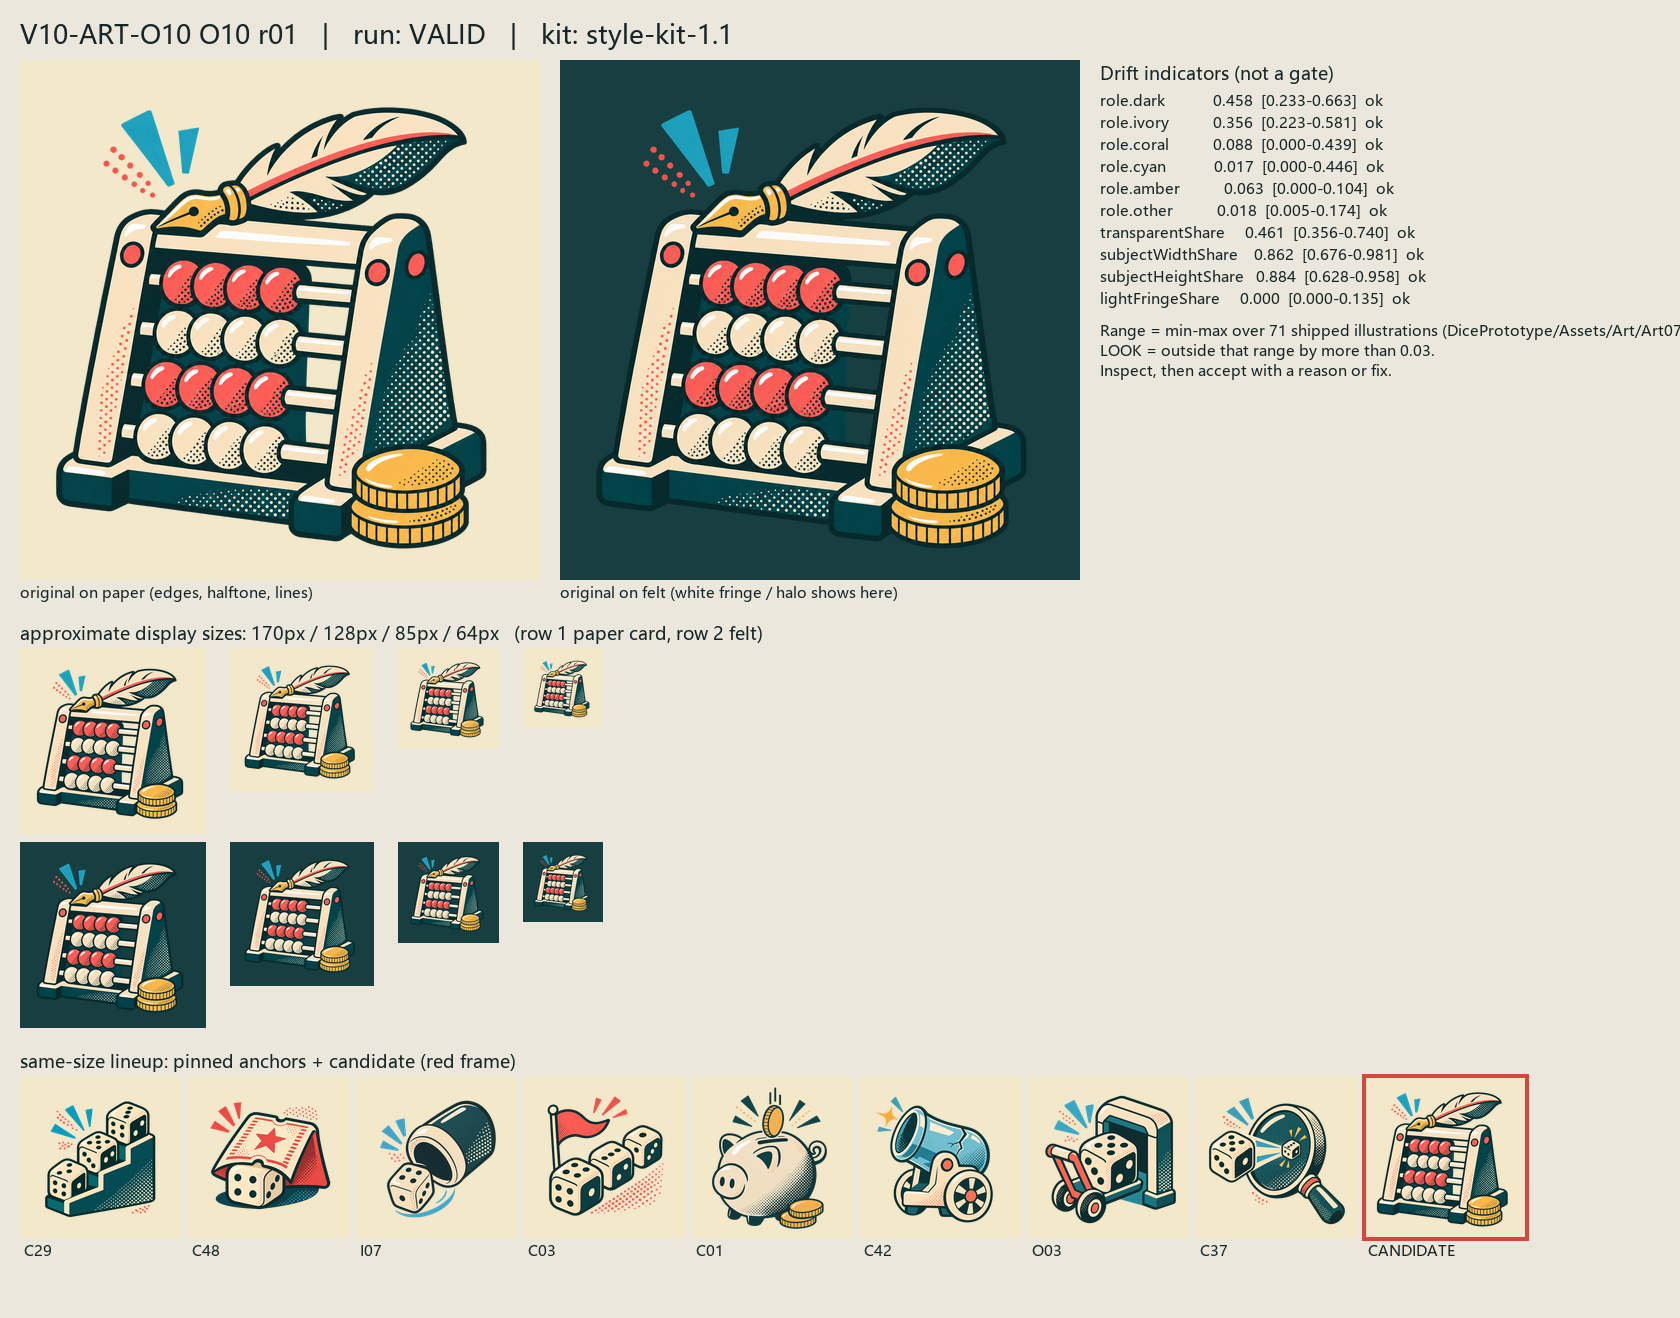 V10-ART-O10 O10 r01   |   run: VALID   |   kit: style-kit-1.1
Drift indicators (not a gate)
role.dark 0.458 [0.233-0.663] ok
role.ivory 0.356 [0.223-0.581] ok
role.coral 0.088 [0.000-0.439] ok
role.cyan 0.017 [0.000-0.446] ok
role.amber 0.063 [0.000-0.104] ok
role.other 0.018 [0.005-0.174] ok
transparentShare 0.461 [0.356-0.740] ok
subjectWidthShare 0.862 [0.676-0.981] ok
subjectHeightShare 0.884 [0.628-0.958] ok
lightFringeShare 0.000 [0.000-0.135] ok
Range = min-max over 71 shipped illustrations (DicePrototype/Assets/Art/Art07
LOOK = outside that range by more than 0.03.
Inspect, then accept with a reason or fix.
original on paper (edges, halftone, lines)
original on felt (white fringe / halo shows here)
approximate display sizes: 170px / 128px / 85px / 64px (row 1 paper card, row 2 felt)
same-size lineup: pinned anchors + candidate (red frame)
C29
C48
I07
C03
C01
C42
O03
C37
CANDIDATE